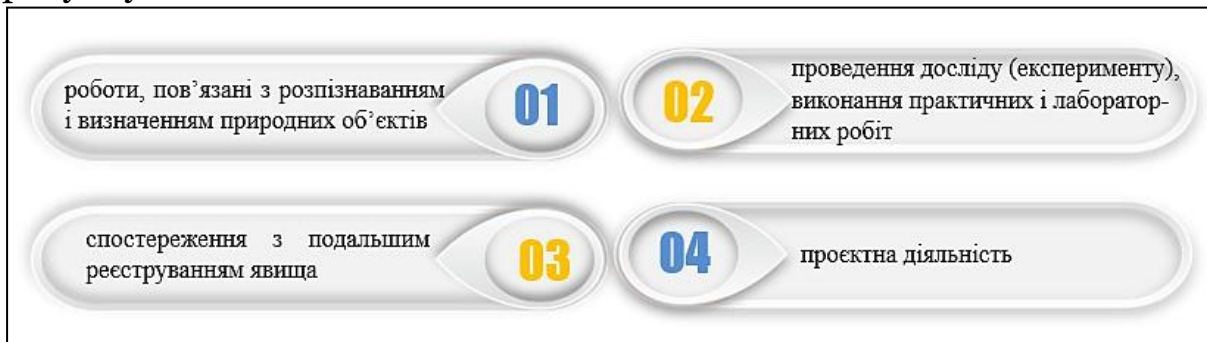 роботи, пов’язані з розпізнаванням
і визначенням природних об’єктів
01
02
проведення досліду (експерименту),
виконання практичних і лаборатор-
них робіт
спостереження з подальшим
реєструванням явища
03
04
проєктна діяльність